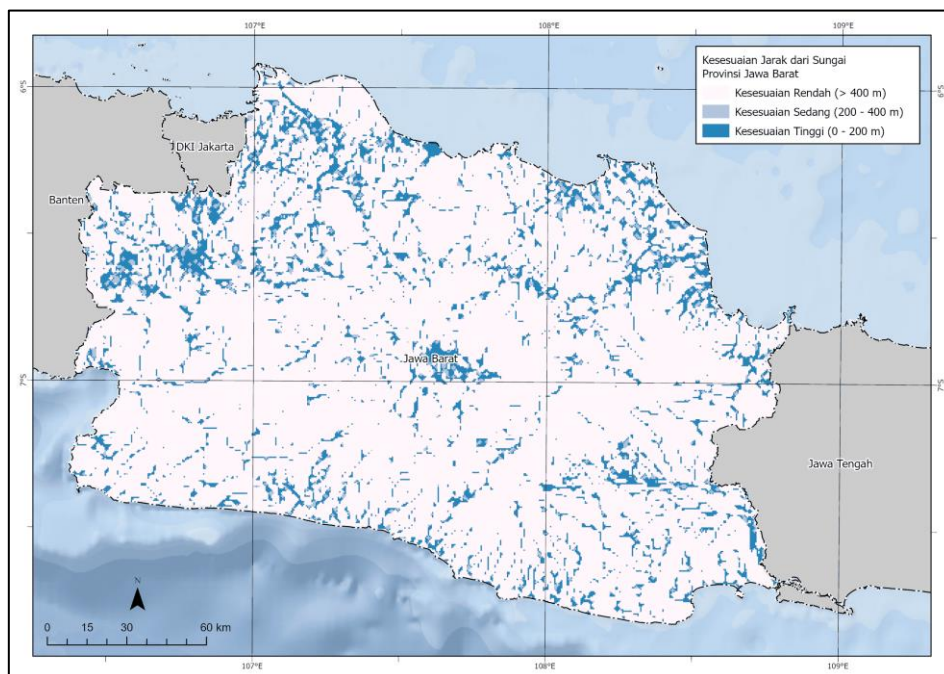 107°E
108°E
109°E
Kesesuaian Jarak dari Sungai
Provinsi Jawa Barat
Kesesuaian Rendah (> 400 m)
Kesesuaian Sedang (200 - 400 m)
Kesesuaian Tinggi (0 - 200 m)
6°S
6°S
DKI Jakarta
Banten
Jawa Barat
7°S
7°S
Jawa Tengah
N
0 15 30 60 km
107°E
108°E
109°E